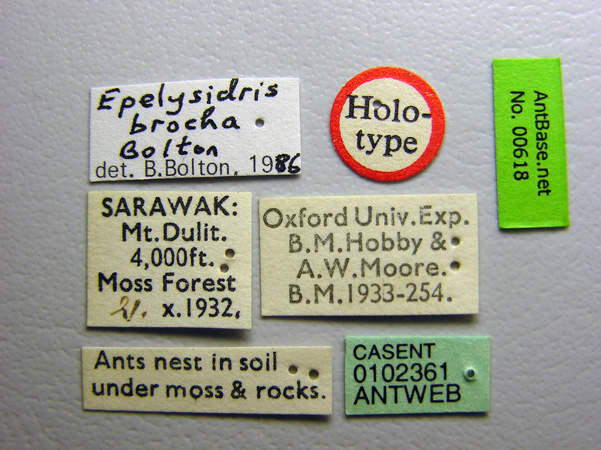 Epelysidris
brocha
Bolton
det. B.Bolton, 1986
Holo-
type
AntBase.net
No. 00618
SARAWAK:
Mt.Dulit.
4,000ft.
Moss Forest
21. x.1932.
Oxford Univ.Exp.
B.M.Hobby &
A.W.Moore.
B.M.1933-254.
Ants nest in soil
under moss & rocks.
CASENT
0102361
ANTWEB